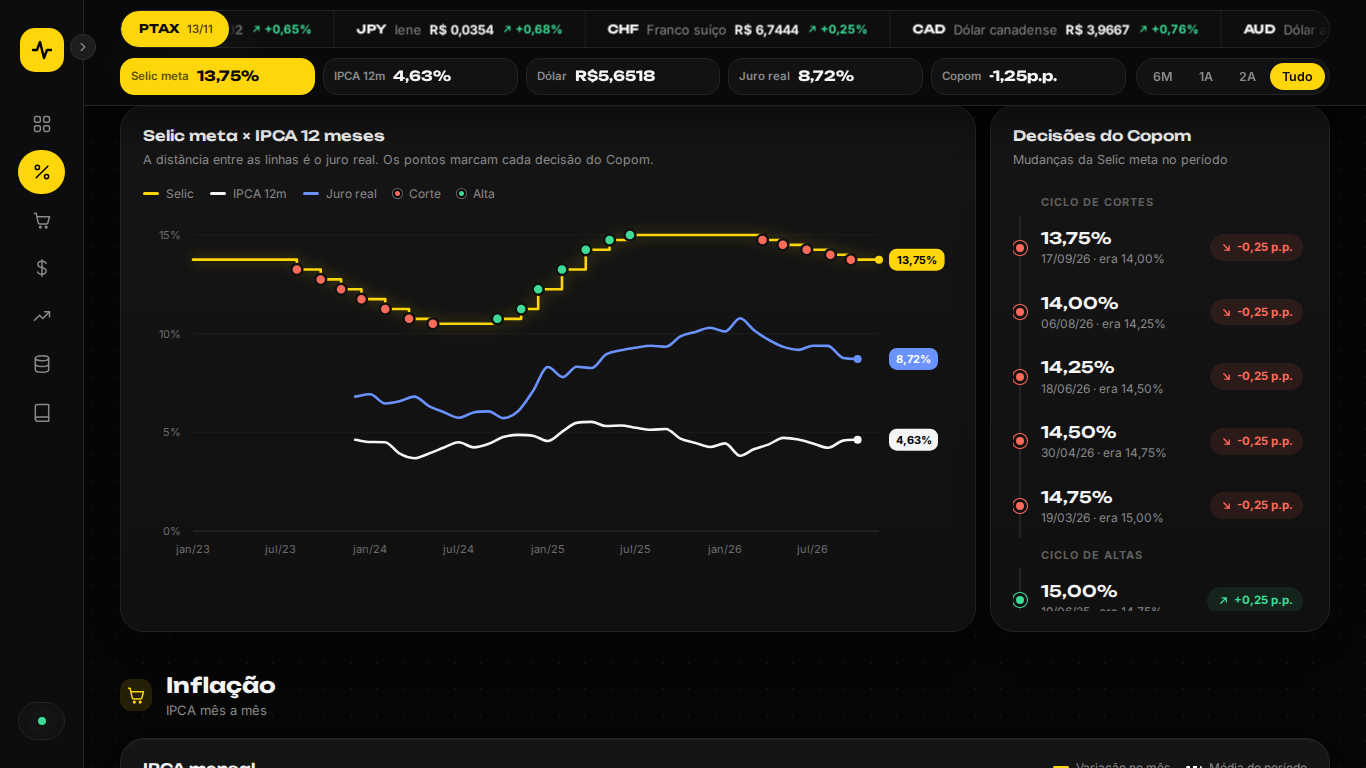 PTAX 13/11 +0,65% JPY Iene R$ 0,0354 +0,68% CHF Franco suíço R$ 6,7444 +0,25% CAD Dólar canadense R$ 3,9667 +0,76% AUD Dólar
Selic meta 13,75% IPCA 12m 4,63% Dólar R$5,6518 Juro real 8,72% Copom -1,25p.p. 6M 1A 2A Tudo
Selic meta × IPCA 12 meses
A distância entre as linhas é o juro real. Os pontos marcam cada decisão do Copom.
Selic IPCA 12m Juro real Corte Alta
15%
10%
5%
0%
13,75%
8,72%
4,63%
jan/23 jul/23 jan/24 jul/24 jan/25 jul/25 jan/26 jul/26
Decisões do Copom
Mudanças da Selic meta no período
CICLO DE CORTES
13,75%
17/09/26 · era 14,00%
-0,25 p.p.
14,00%
06/08/26 · era 14,25%
-0,25 p.p.
14,25%
18/06/26 · era 14,50%
-0,25 p.p.
14,50%
30/04/26 · era 14,75%
-0,25 p.p.
14,75%
19/03/26 · era 15,00%
-0,25 p.p.
CICLO DE ALTAS
15,00%
+0,25 p.p.
Inflação
IPCA mês a mês
IPCA mensal
Variação no mês Média do período